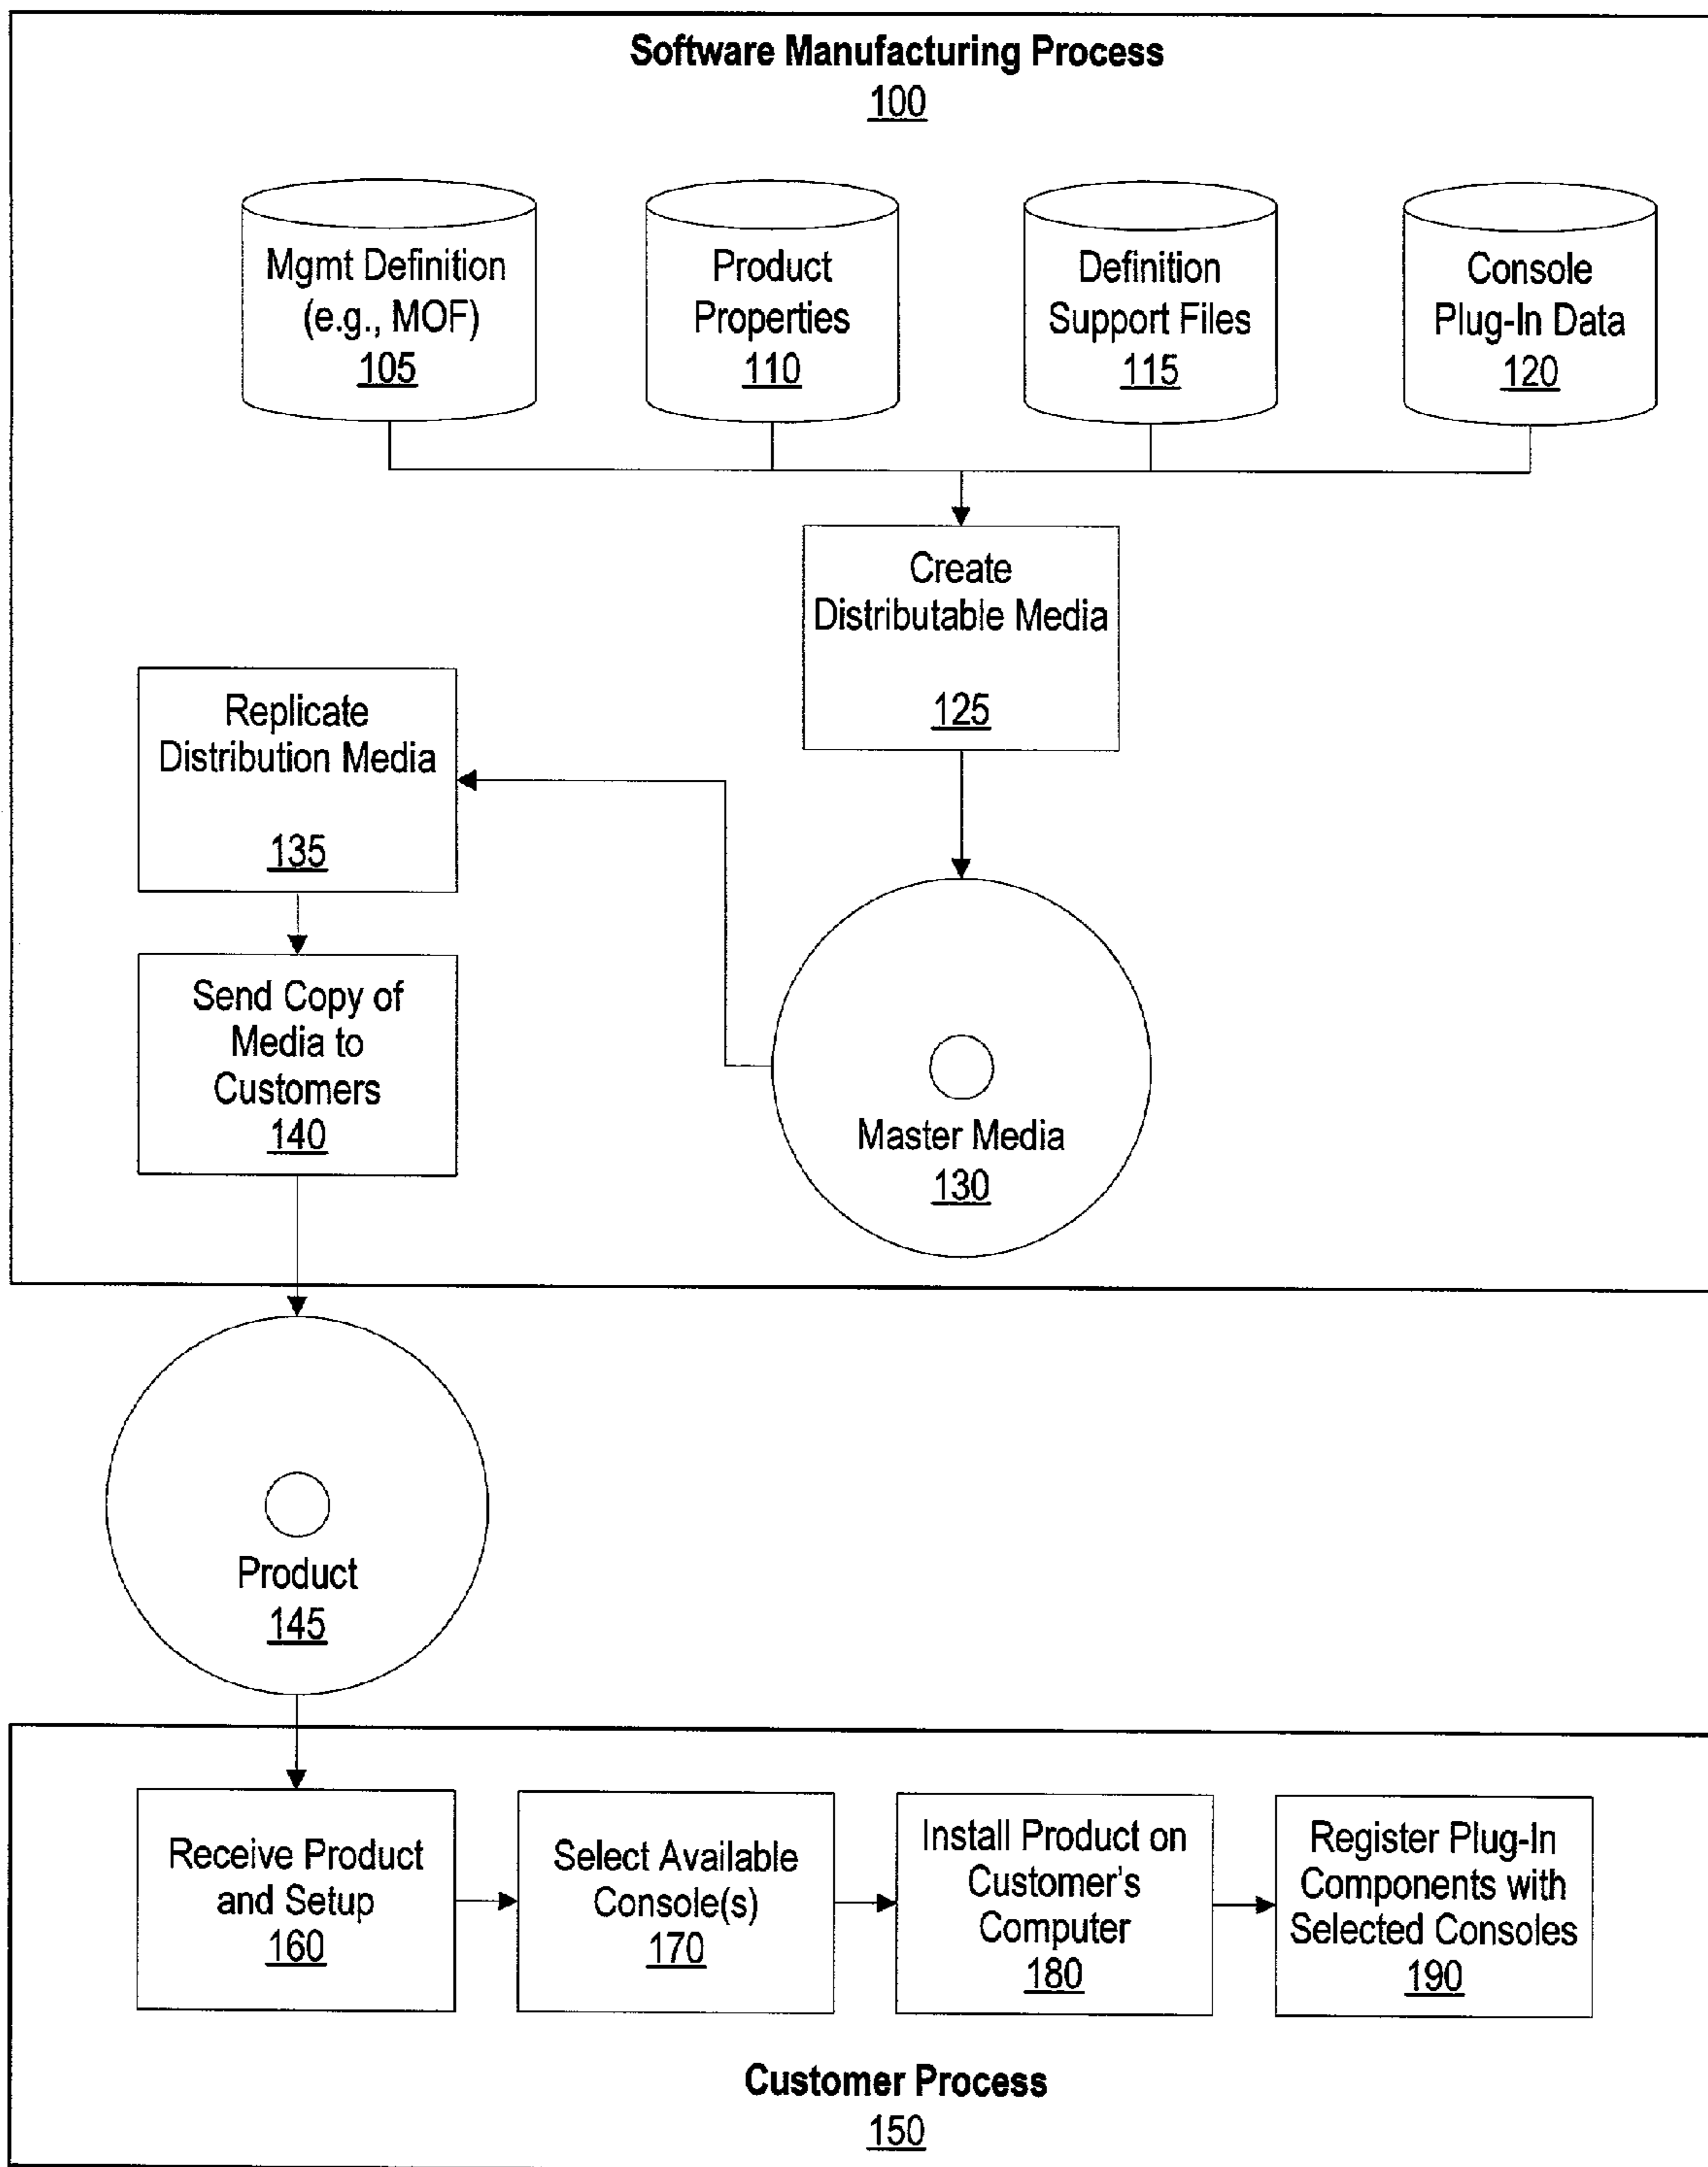 Software Manufacturing Process
100
Mgmt Definition
(e.g., MOF)
105
Product
Properties
110
Definition
Support Files
115
Console
Plug-In Data
120
Create
Distributable Media
125
Replicate
Distribution Media
135
Send Copy of
Media to
Customers
140
Master Media
130
Product
145
Receive Product
and Setup
160
Select Available
Console(s)
170
Install Product on
Customer's
Computer
180
Register Plug-In
Components with
Selected Consoles
190
Customer Process
150